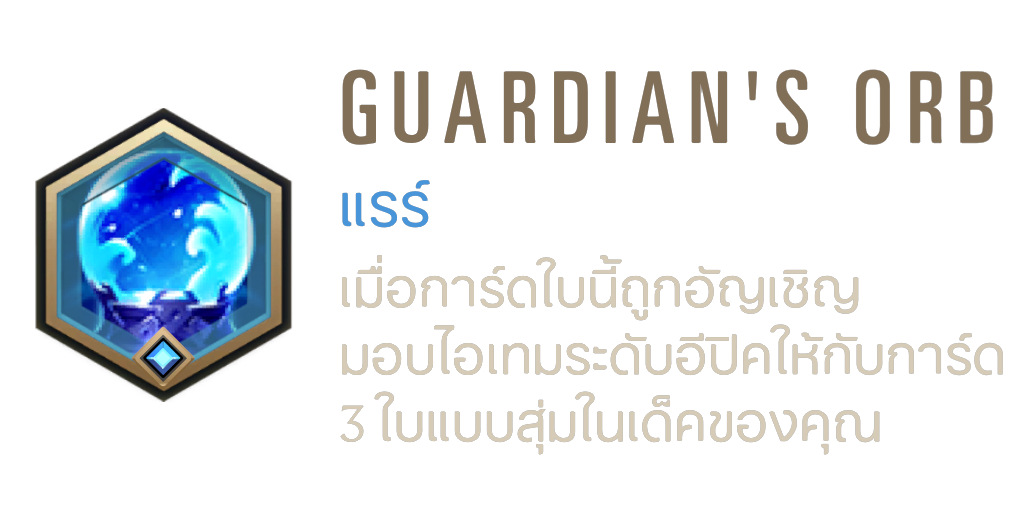 GUARDIAN'S ORB
แรร์
เมื่อการ์ดใบนี้ถูกอัญเชิญ
มอบไอเทมระดับอีปิคให้กับการ์ด
3 ใบแบบสุ่มในเด็คของคุณ